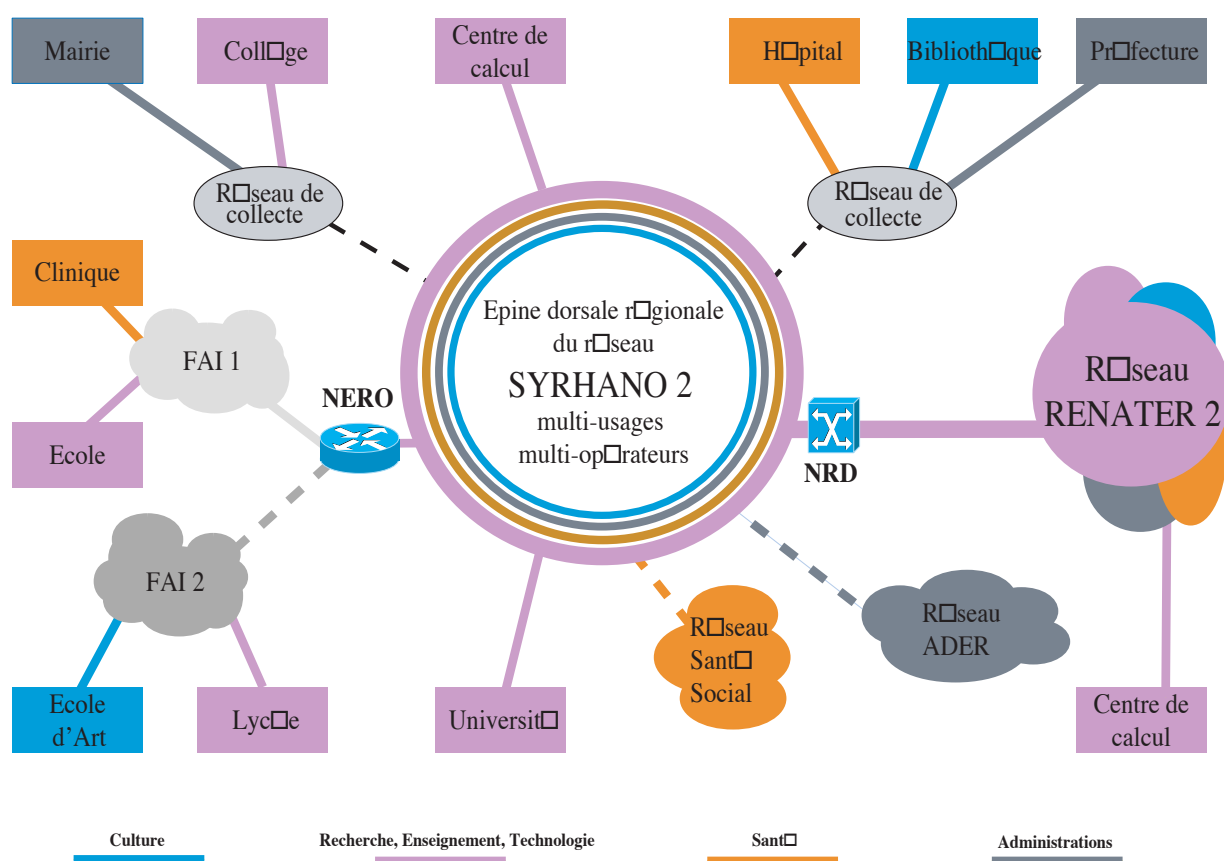 Mairie
Coll□ge
Centre de
calcul
H□pital
Biblioth□que
Pr□fecture
R□seau de
collecte
R□seau de
collecte
Clinique
FAI 1
Ecole
NERO
Epine dorsale r□gionale
du r□seau
SYRHANO 2
multi-usages
multi-op□rateurs
NRD
R□seau
RENATER 2
FAI 2
Ecole
d’Art
Lyc□e
Universit□
R□seau
Sant□
Social
R□seau
ADER
Centre de
calcul
Culture
Recherche, Enseignement, Technologie
Sant□
Administrations